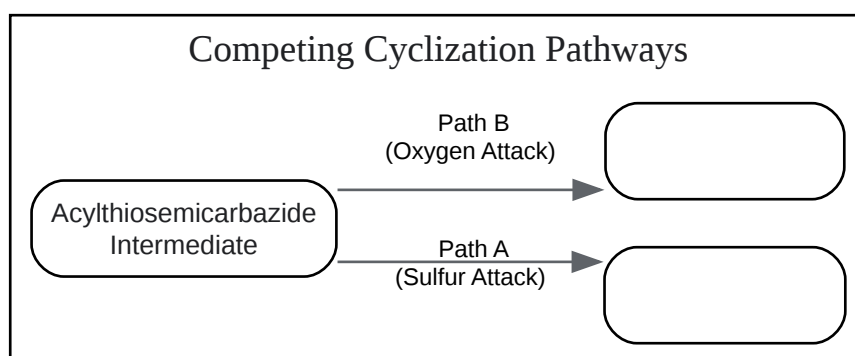 Competing Cyclization Pathways
Path B
(Oxygen Attack)
Acylthiosemicarbazide
Intermediate
Path A
(Sulfur Attack)